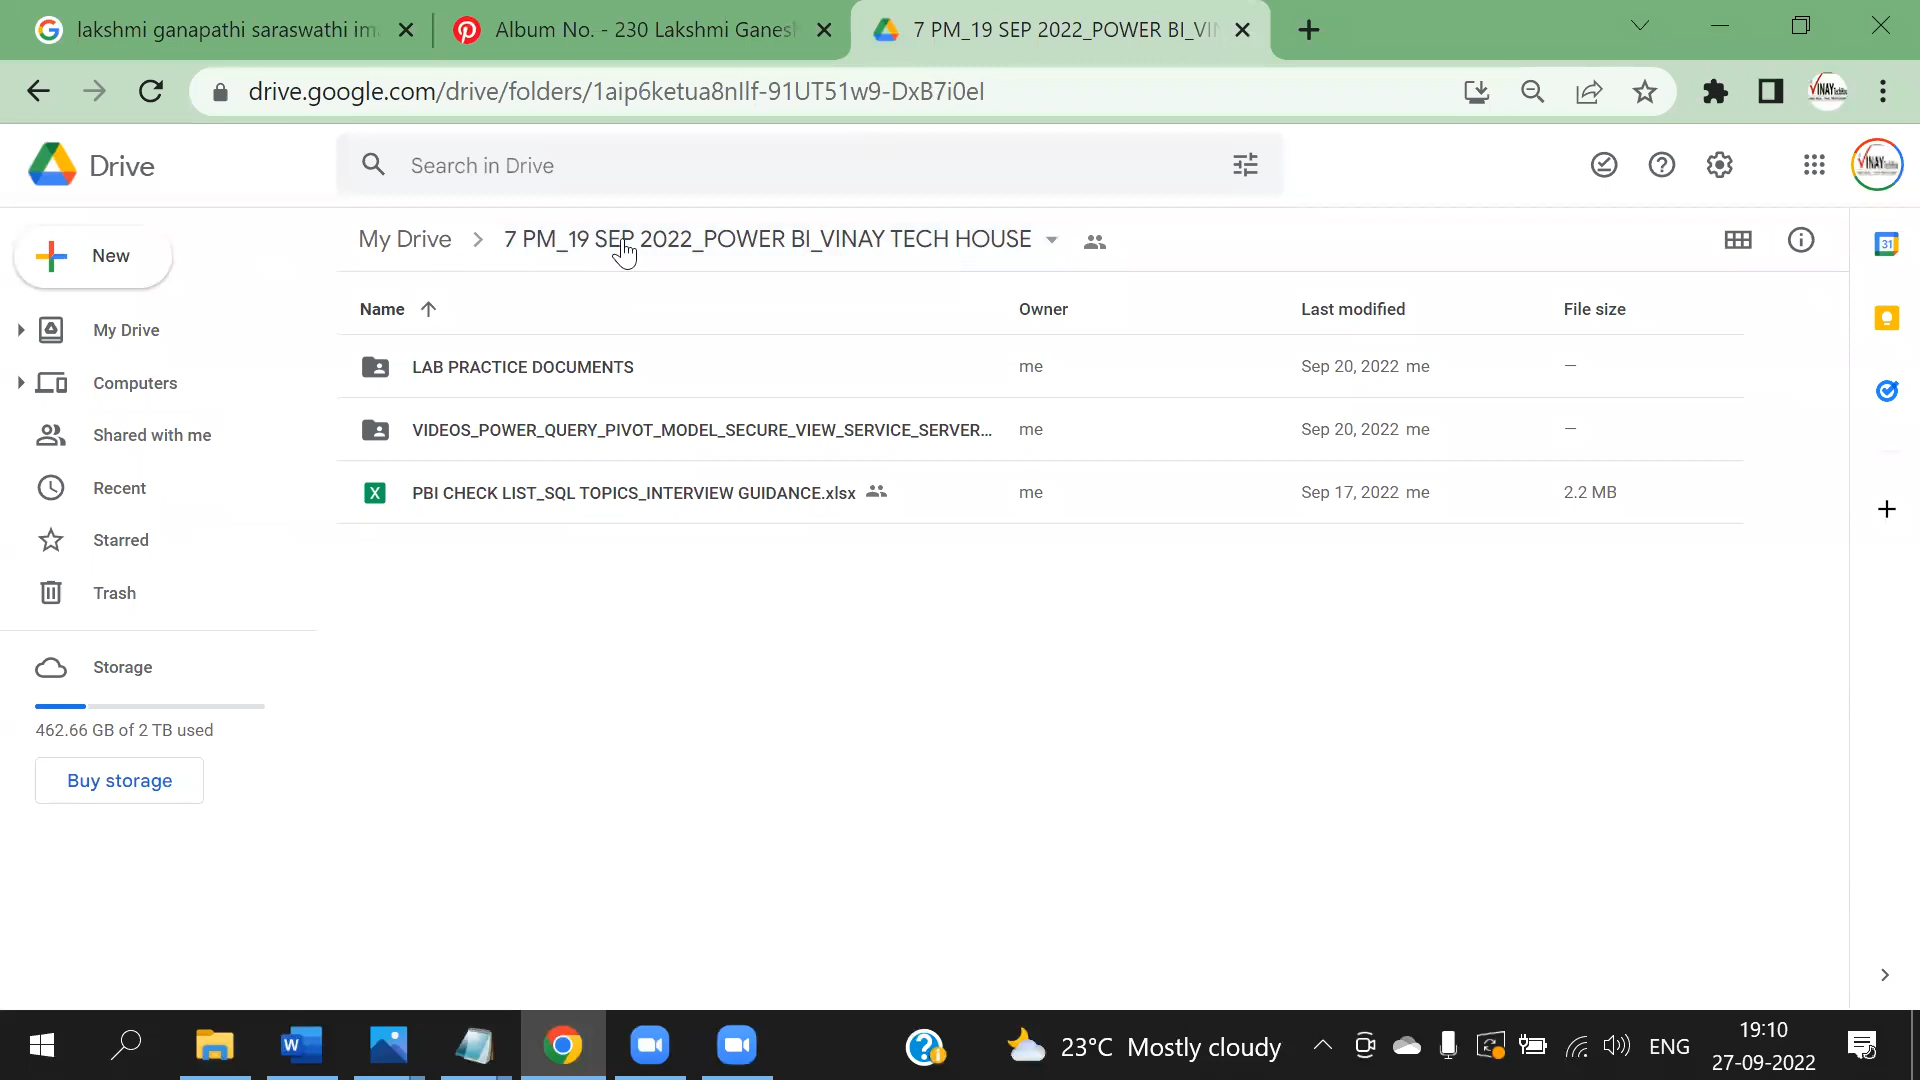 lakshmi ganapathi saraswathi im
Album No. - 230 Lakshmi Ganesh
7 PM_19 SEP 2022_POWER BI_VI
drive.google.com/drive/folders/1aip6ketua8nIlf-91UT51w9-DxB7i0eI
VINAY
Drive
Search in Drive
VINAY
New
My Drive
7 PM_19 SEP 2022_POWER BI_VINAY TECH HOUSE
31
Name
Owner
Last modified
File size
My Drive
Computers
Shared with me
Recent
Starred
Trash
LAB PRACTICE DOCUMENTS
me
Sep 20, 2022 me
—
VIDEOS_POWER_QUERY_PIVOT_MODEL_SECURE_VIEW_SERVICE_SERVER...
me
Sep 20, 2022 me
—
X
PBI CHECK LIST_SQL TOPICS_INTERVIEW GUIDANCE.xlsx
me
Sep 17, 2022 me
2.2 MB
Storage
462.66 GB of 2 TB used
Buy storage
W
23°C Mostly cloudy
ENG
19:10
27-09-2022